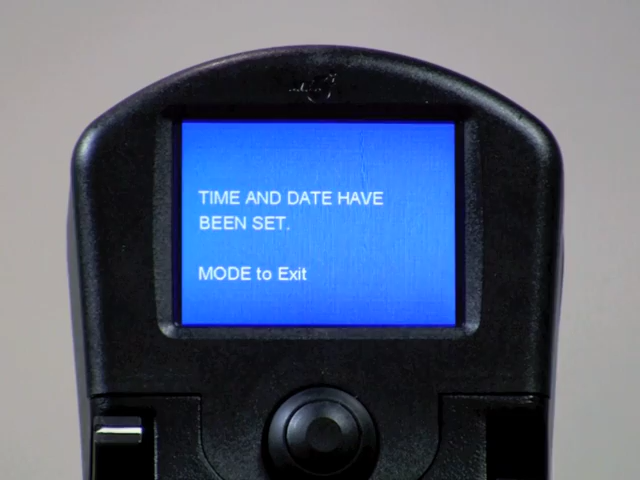 TIME AND DATE HAVE
BEEN SET.
MODE to Exit